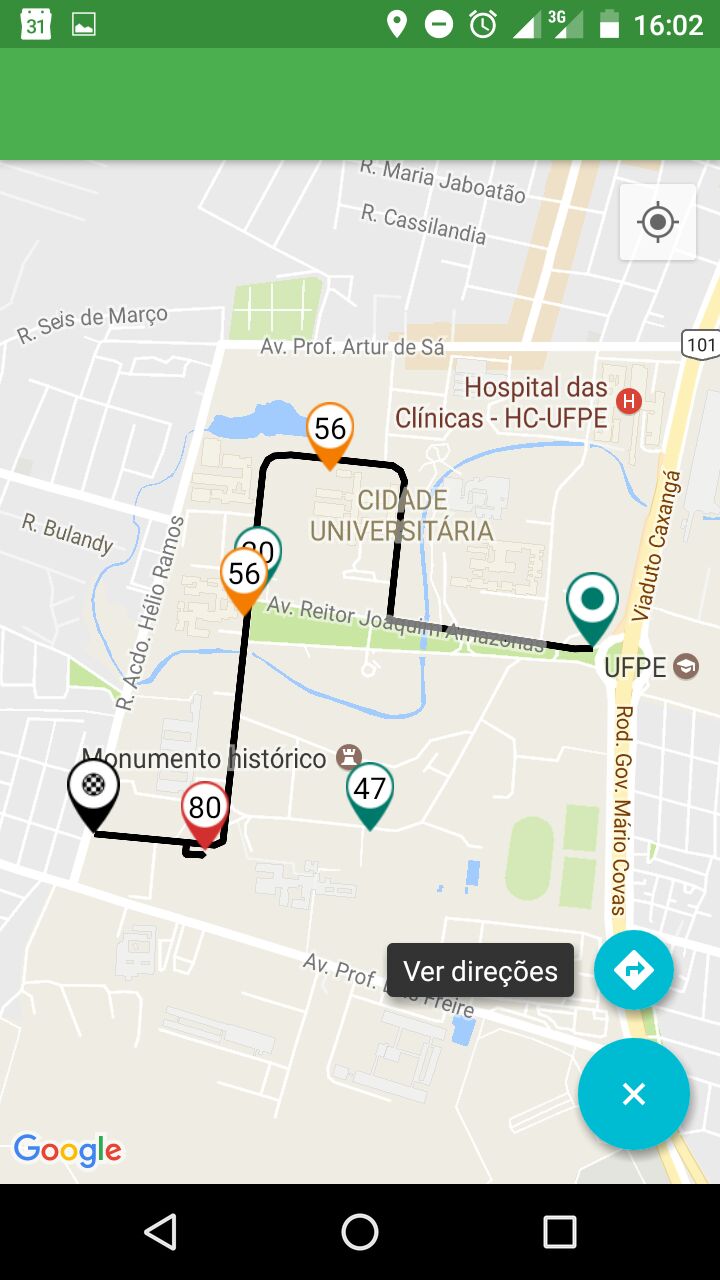 31
3G
16:02
R. Maria Jaboatão
R. Cassilandia
R. Seis de Março
Av. Prof. Artur de Sá
101
Hospital das
Clínicas - HC-UFPE
H
56
CIDADE
UNIVERSITÁRIA
Viaduto Caxangá
R. Bulandy
R. Acdo. Hélio Ramos
56
Av. Reitor Joaquim Amazonas
UFPE
Monumento histórico
47
80
Rod. Gov. Mário Covas
Ver direções
Av. Prof. Freire
Google